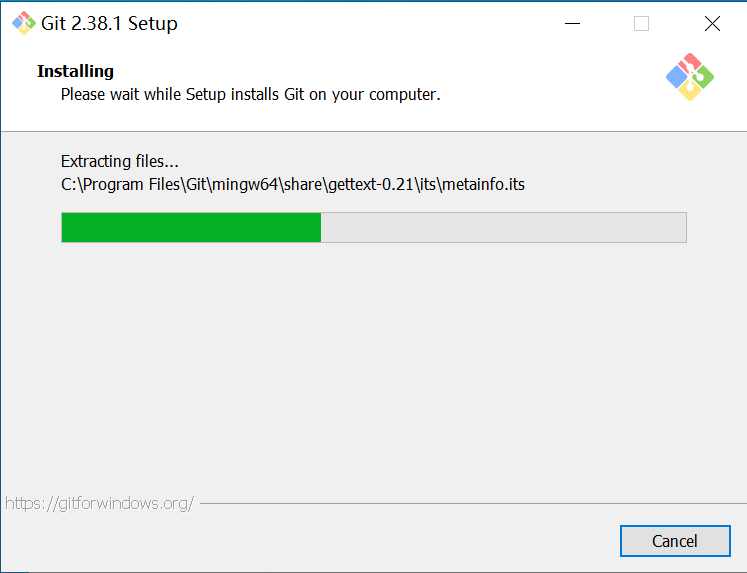 Git 2.38.1 Setup
Installing
Please wait while Setup installs Git on your computer.
Extracting files...
C:\Program Files\Git\mingw64\share\gettext-0.21\its\metainfo.its
https://gitforwindows.org/
Cancel